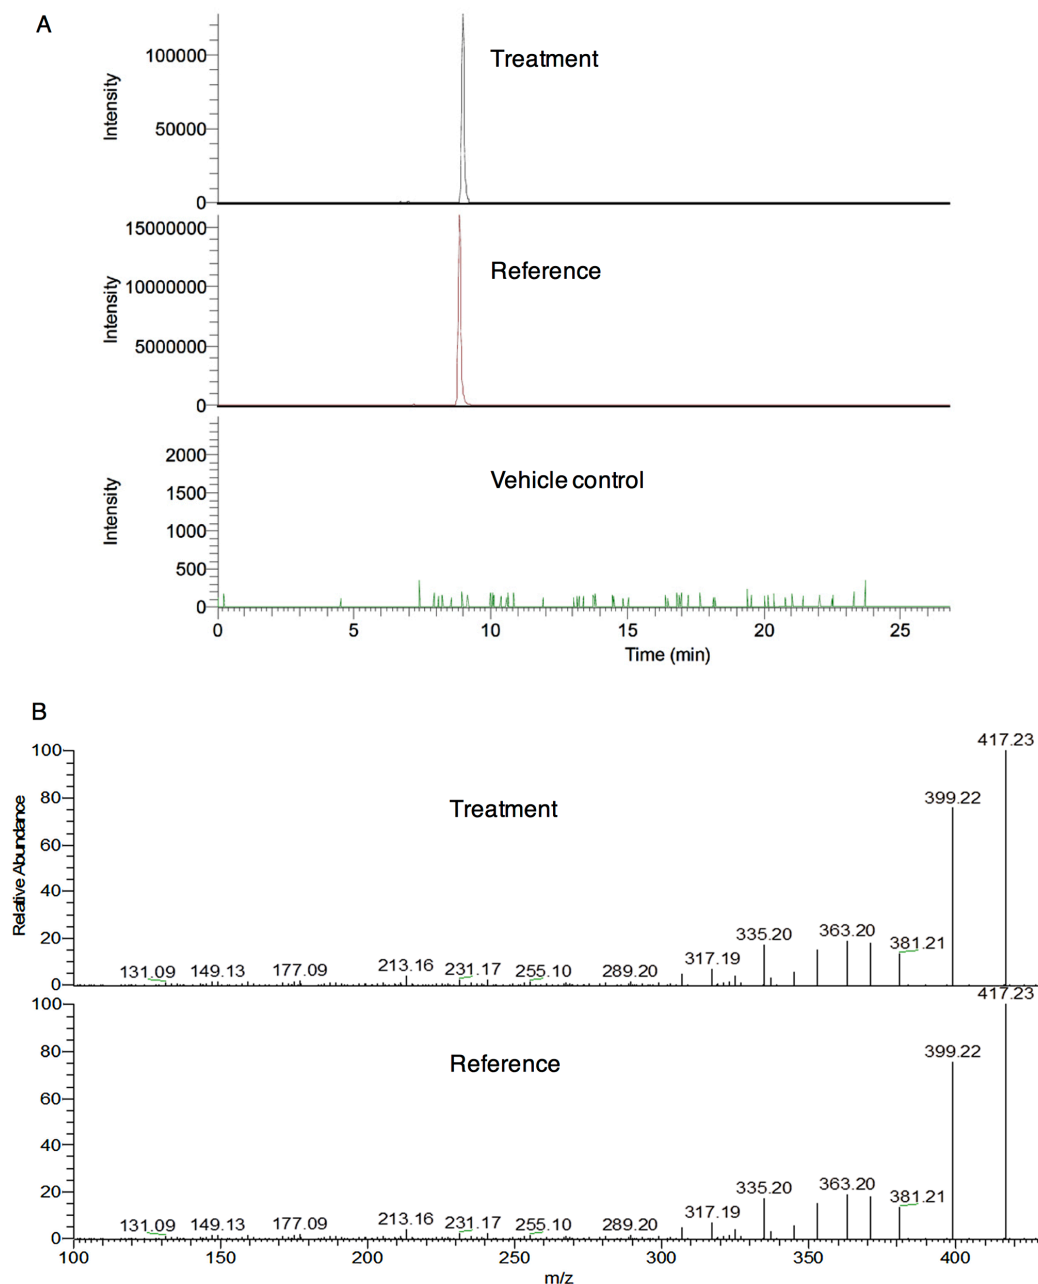 A
Treatment
Intensity
100000
50000
0
Reference
Intensity
15000000
10000000
5000000
0
Vehicle control
Intensity
2000
1500
1000
500
0
0 5 10 15 20 25
Time (min)
B
Treatment
Relative Abundance
100
80
60
40
20
0
131.09 149.13 177.09 213.16 231.17 255.10 289.20 317.19 335.20 363.20 381.21 399.22 417.23
Reference
100
80
60
40
20
0
131.09 149.13 177.09 213.16 231.17 255.10 289.20 317.19 335.20 363.20 381.21 399.22 417.23
100 150 200 250 300 350 400
m/z